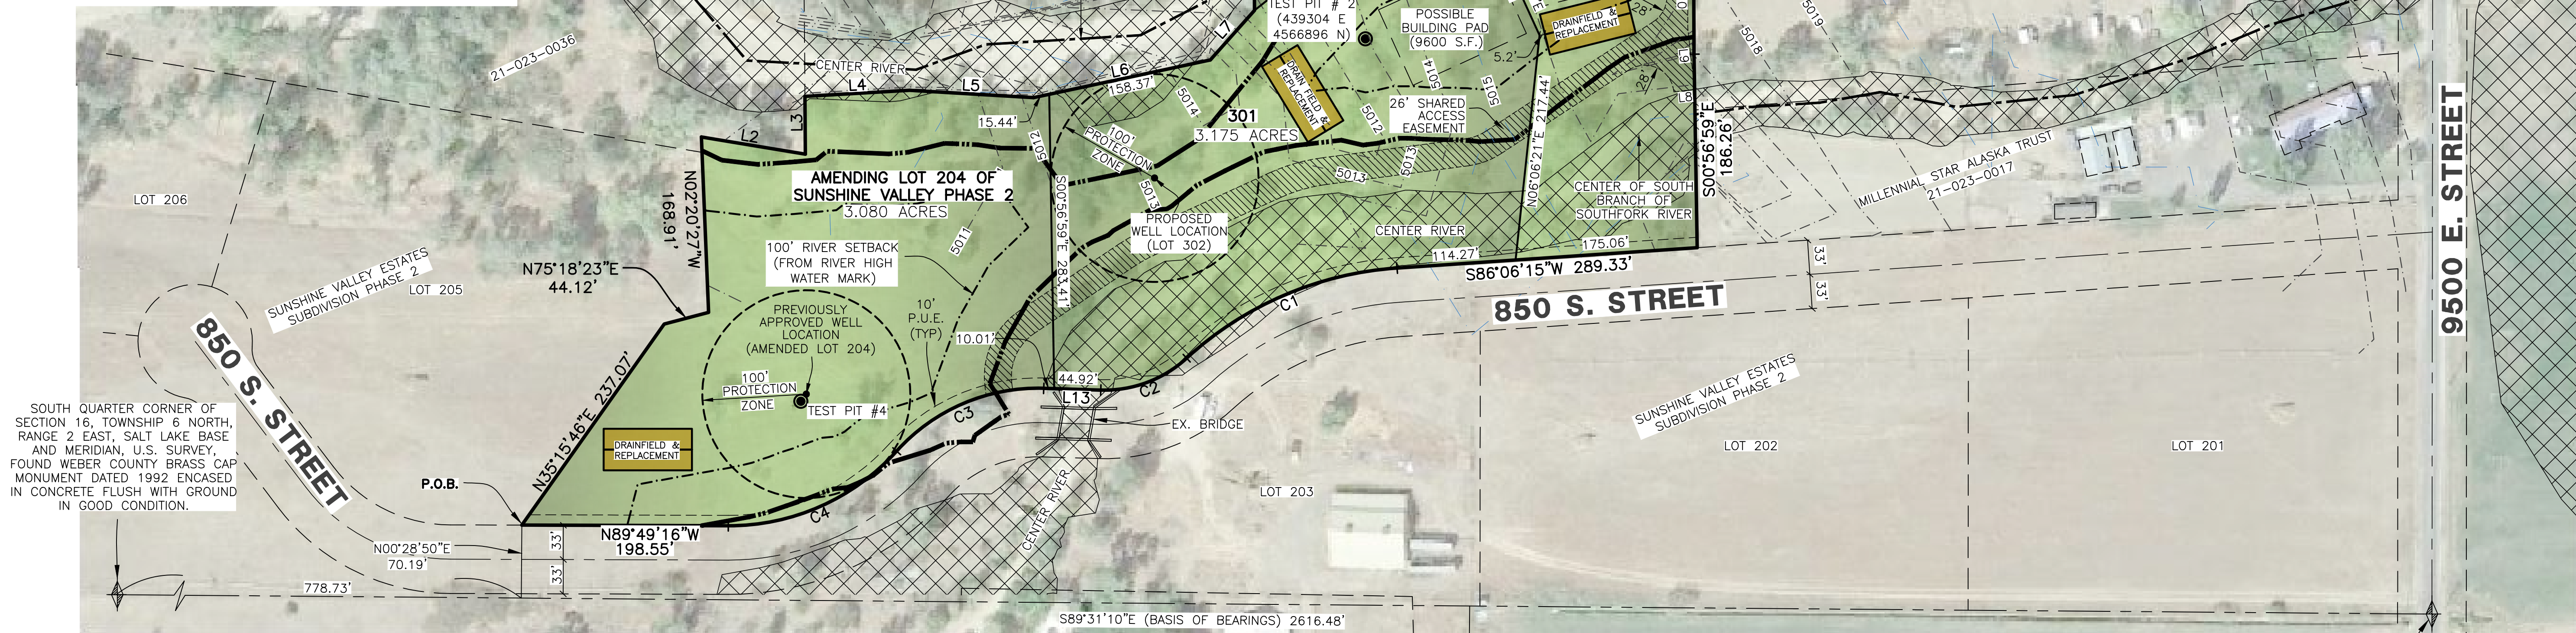 21-023-0036
CENTER RIVER
L2
L3
L4
L5
L6
L7
158.37'
15.44'
5012
TEST PIT # 2
(439304 E
4566896 N)
POSSIBLE
BUILDING PAD
(9600 S.F.)
5.2'
DRAINFIELD &
REPLACEMENT
28'
28'
L9
L8
5018
5019
DRAIN FIELD &
REPLACEMENT
5014
5014
5015
5012
5013
5013
5013
301
3.175 ACRES
26' SHARED
ACCESS
EASEMENT
100'
PROTECTION
ZONE
N06°06'21"E 217.44'
S00°56'59"E
186.26'
CENTER OF SOUTH
BRANCH OF
SOUTHFORK RIVER
MILLENNIAL STAR ALASKA TRUST
21-023-0017
9500 E. STREET
LOT 206
N02°20'27"W
168.91'
AMENDING LOT 204 OF
SUNSHINE VALLEY PHASE 2
3.080 ACRES
5011
S00°56'59"E 283.41'
PROPOSED
WELL LOCATION
(LOT 302)
CENTER RIVER
114.27'
175.06'
S86°06'15"W 289.33'
33'
33'
SUNSHINE VALLEY ESTATES
SUBDIVISION PHASE 2
LOT 205
N75°18'23"E
44.12'
100' RIVER SETBACK
(FROM RIVER HIGH
WATER MARK)
PREVIOUSLY
APPROVED WELL
LOCATION
(AMENDED LOT 204)
10'
P.U.E.
(TYP)
10.01'
C1
850 S. STREET
850 S. STREET
N35°15'46"E 237.07'
100'
PROTECTION
ZONE
TEST PIT #4
44.92'
L13
C2
C3
EX. BRIDGE
SUNSHINE VALLEY ESTATES
SUBDIVISION PHASE 2
LOT 202
LOT 201
LOT 203
SOUTH QUARTER CORNER OF
SECTION 16, TOWNSHIP 6 NORTH,
RANGE 2 EAST, SALT LAKE BASE
AND MERIDIAN, U.S. SURVEY,
FOUND WEBER COUNTY BRASS CAP
MONUMENT DATED 1992 ENCASED
IN CONCRETE FLUSH WITH GROUND
IN GOOD CONDITION.
DRAINFIELD &
REPLACEMENT
P.O.B.
C4
CENTER RIVER
N89°49'16"W
198.55'
N00°28'50"E
70.19'
33'
33'
778.73'
S89°31'10"E (BASIS OF BEARINGS) 2616.48'